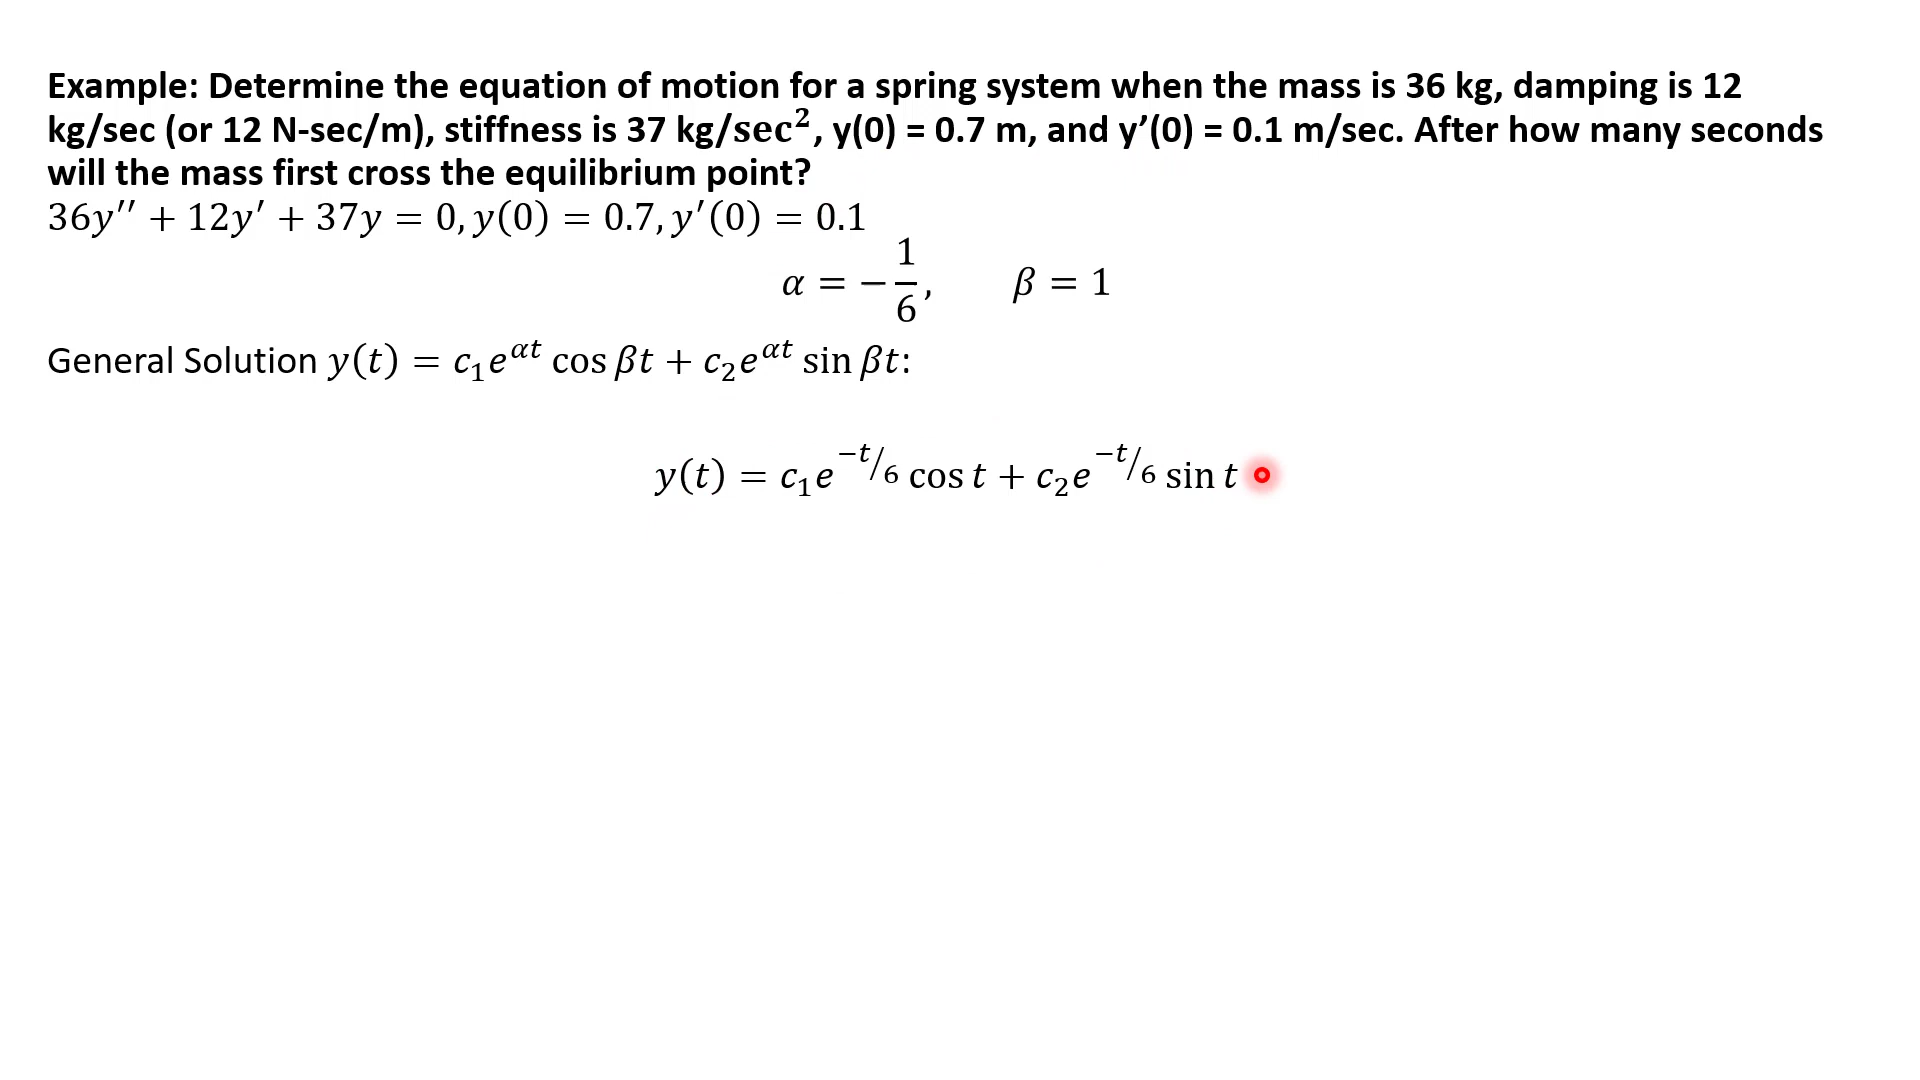 Example: Determine the equation of motion for a spring system when the mass is 36 kg, damping is 12
kg/sec (or 12 N-sec/m), stiffness is 37 kg/sec², y(0) = 0.7 m, and y’(0) = 0.1 m/sec. After how many seconds
will the mass first cross the equilibrium point?
36y′′ + 12y′ + 37y = 0, y(0) = 0.7, y′(0) = 0.1
α = −1/6, β = 1
General Solution y(t) = c₁e^{αt} cos βt + c₂e^{αt} sin βt:
y(t) = c₁e^{−t/6} cos t + c₂e^{−t/6} sin t